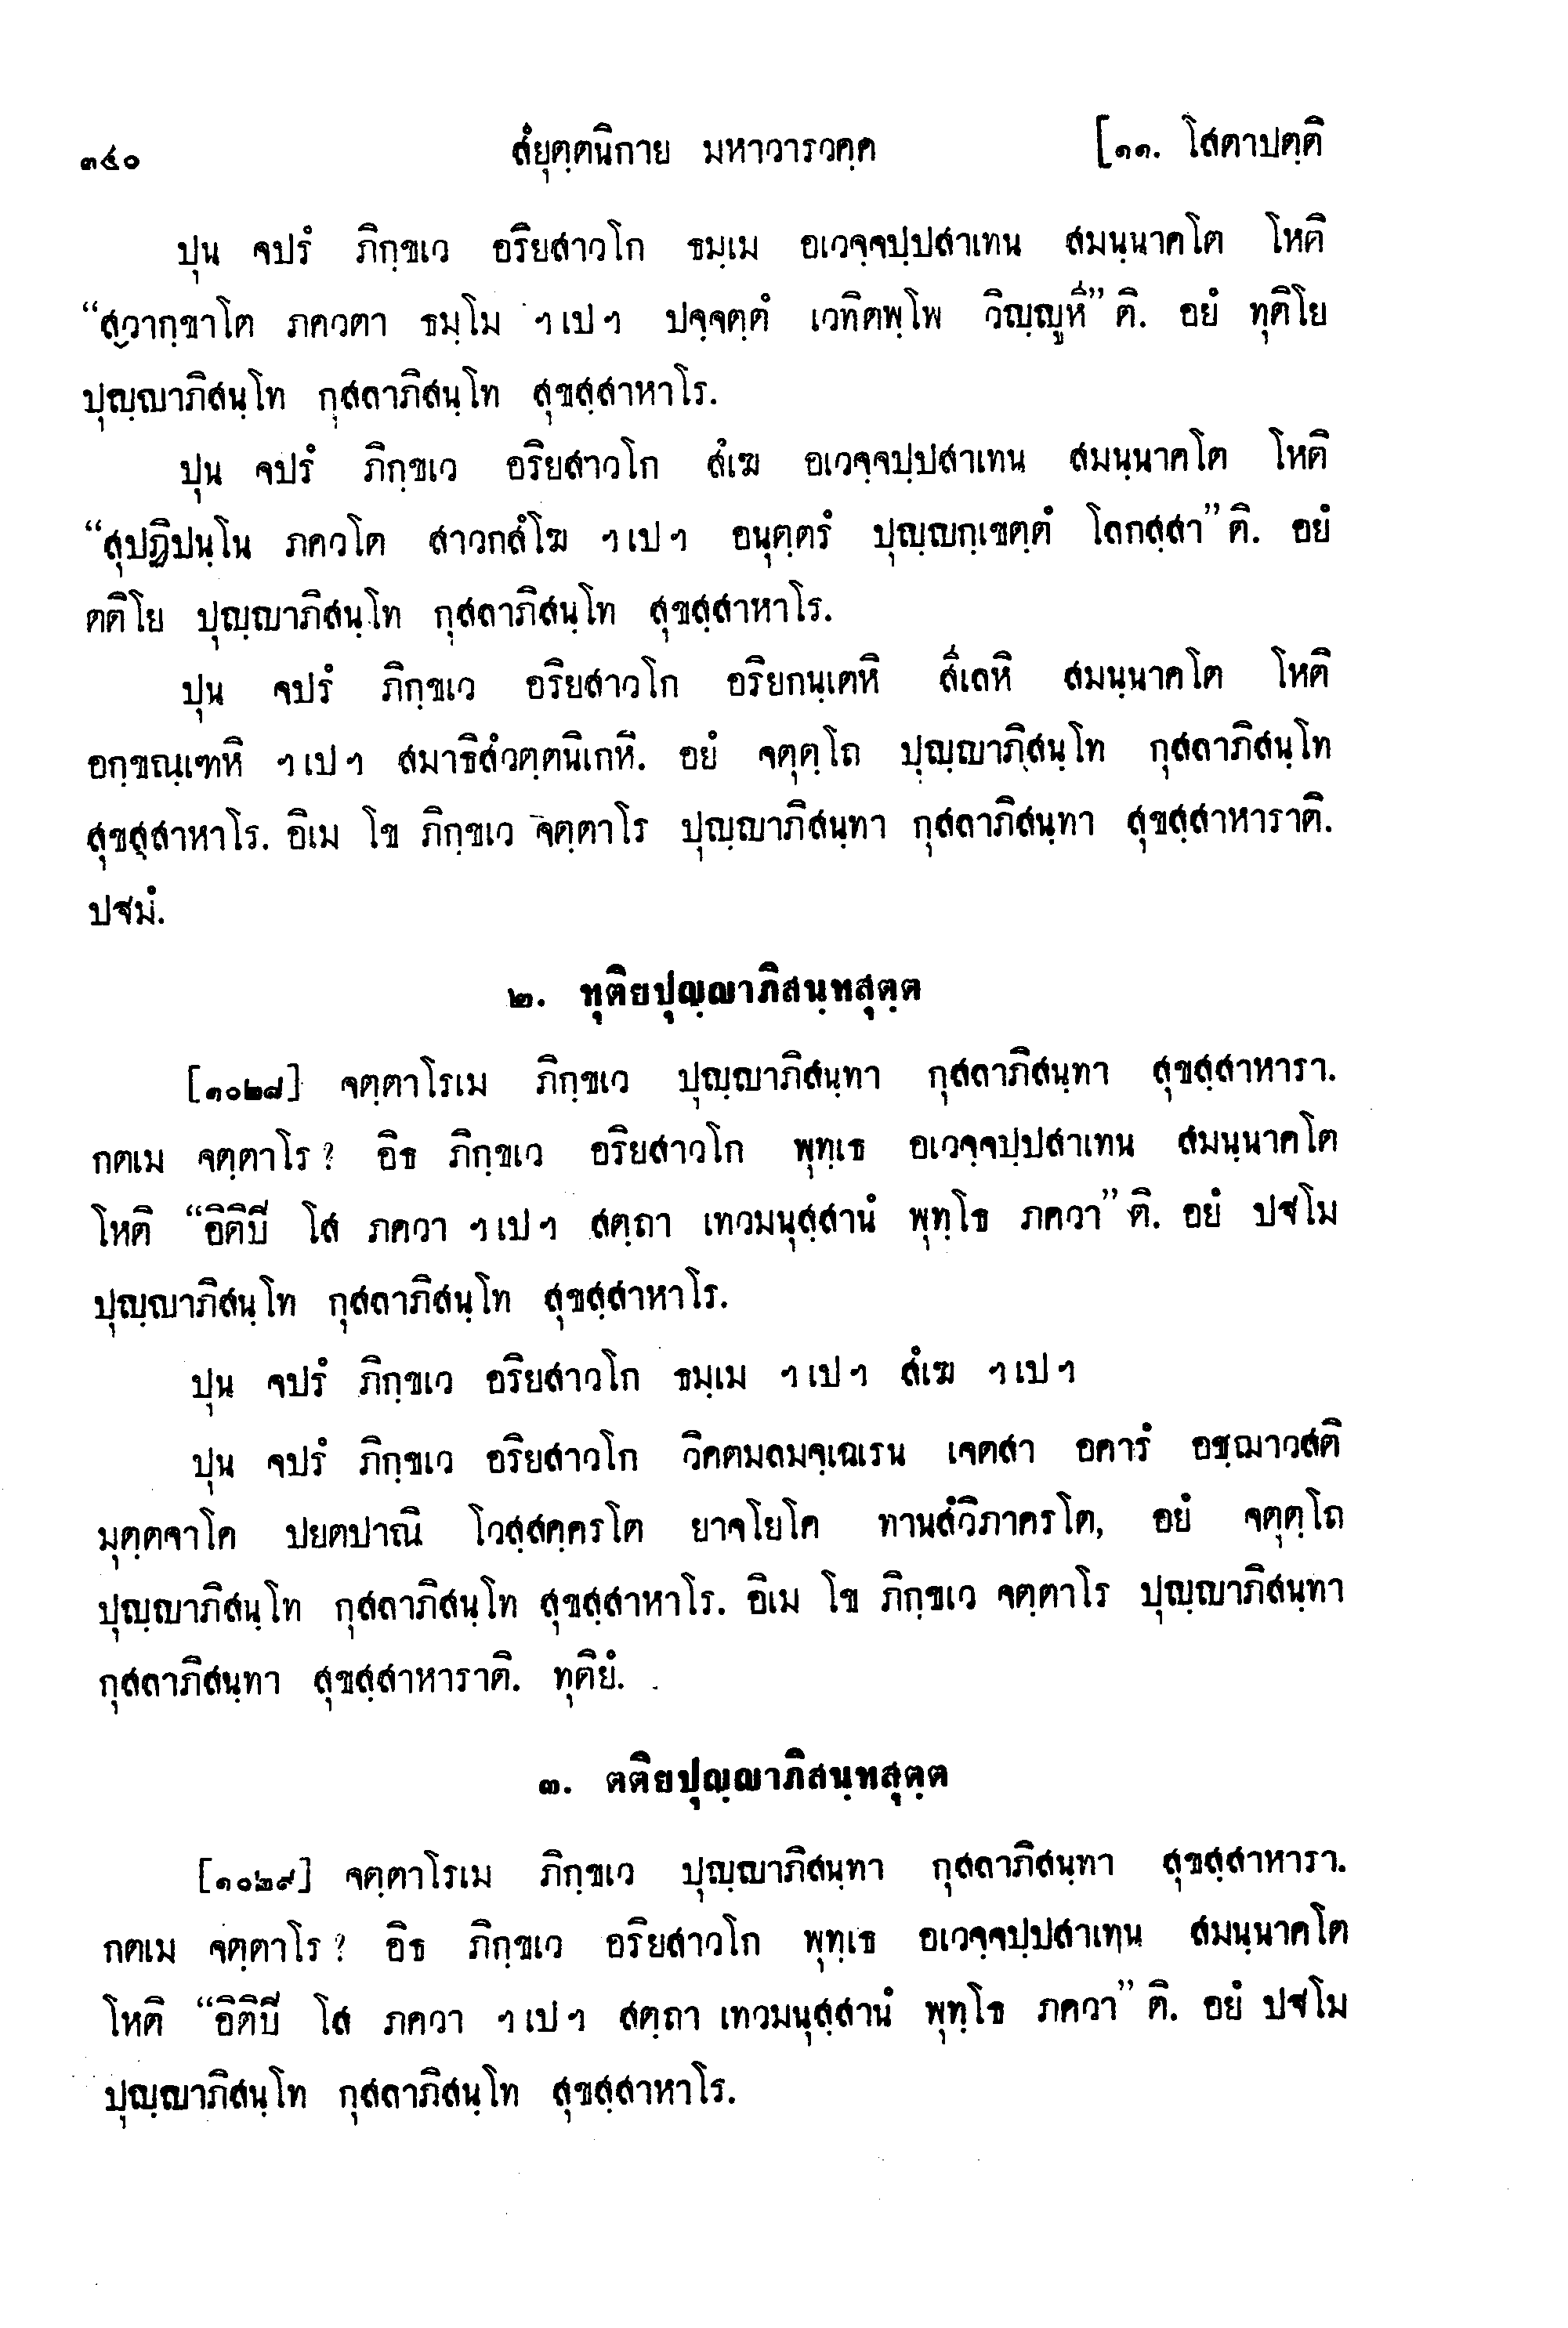 ๓๔๐ สํยุตฺตนิกาย มหาวารวคฺค [๑๑. โสตาปตฺติ
ปุน จปรํ ภิกฺขเว อริยสาวโก ธมฺเม อเวจฺจปฺปสาเทน สมนฺนาคโต โหติ
“สฺวากฺขาโต ภควตา ธมฺโม ฯเปฯ ปจฺจตฺตํ เวทิตพฺโพ วิญฺญูหิ” ติ. อยํ ทุติโย
ปุญฺญาภิสนฺโท กุสลาภิสนฺโท สุขสฺสาหาโร.
ปุน จปรํ ภิกฺขเว อริยสาวโก สํเฆ อเวจฺจปฺปสาเทน สมนฺนาคโต โหติ
“สุปฏิปนฺโน ภควโต สาวกสํโฆ ฯเปฯ อนุตฺตรํ ปุญฺญกฺเขตฺตํ โลกสฺสา” ติ. อยํ
ตติโย ปุญฺญาภิสนฺโท กุสลาภิสนฺโท สุขสฺสาหาโร.
ปุน จปรํ ภิกฺขเว อริยสาวโก อริยกนฺเตหิ สีเลหิ สมนฺนาคโต โหติ
อกฺขณฺเฑหิ ฯเปฯ สมาธิสํวตฺตนิเกหิ. อยํ จตุตฺโถ ปุญฺญาภิสนฺโท กุสลาภิสนฺโท
สุขสฺสาหาโร. อิเม โข ภิกฺขเว จตฺตาโร ปุญฺญาภิสนฺทา กุสลาภิสนฺทา สุขสฺสาหาราติ.
ปฐมํ.
๒. ทุติยปุญฺญาภิสนฺทสุตฺต
[๑๐๒๘] จตฺตาโรเม ภิกฺขเว ปุญฺญาภิสนฺทา กุสลาภิสนฺทา สุขสฺสาหารา.
กตเม จตฺตาโร? อิธ ภิกฺขเว อริยสาวโก พุทฺเธ อเวจฺจปฺปสาเทน สมนฺนาคโต
โหติ “อิติปิ โส ภควา ฯเปฯ สตฺถา เทวมนุสฺสานํ พุทฺโธ ภควา” ติ. อยํ ปฐโม
ปุญฺญาภิสนฺโท กุสลาภิสนฺโท สุขสฺสาหาโร.
ปุน จปรํ ภิกฺขเว อริยสาวโก ธมฺเม ฯเปฯ สํเฆ ฯเปฯ
ปุน จปรํ ภิกฺขเว อริยสาวโก วิคตมลมจฺเฉเรน เจตสา อคารํ อชฺฌาวสติ
มุตฺตจาโค ปยตปาณิ โวสฺสคฺครโต ยาจโยโค ทานสํวิภาครโต, อยํ จตุตฺโถ
ปุญฺญาภิสนฺโท กุสลาภิสนฺโท สุขสฺสาหาโร. อิเม โข ภิกฺขเว จตฺตาโร ปุญฺญาภิสนฺทา
กุสลาภิสนฺทา สุขสฺสาหาราติ. ทุติยํ.
๓. ตติยปุญฺญาภิสนฺทสุตฺต
[๑๐๒๙] จตฺตาโรเม ภิกฺขเว ปุญฺญาภิสนฺทา กุสลาภิสนฺทา สุขสฺสาหารา.
กตเม จตฺตาโร? อิธ ภิกฺขเว อริยสาวโก พุทฺเธ อเวจฺจปฺปสาเทน สมนฺนาคโต
โหติ “อิติปิ โส ภควา ฯเปฯ สตฺถา เทวมนุสฺสานํ พุทฺโธ ภควา” ติ. อยํ ปฐโม
ปุญฺญาภิสนฺโท กุสลาภิสนฺโท สุขสฺสาหาโร.